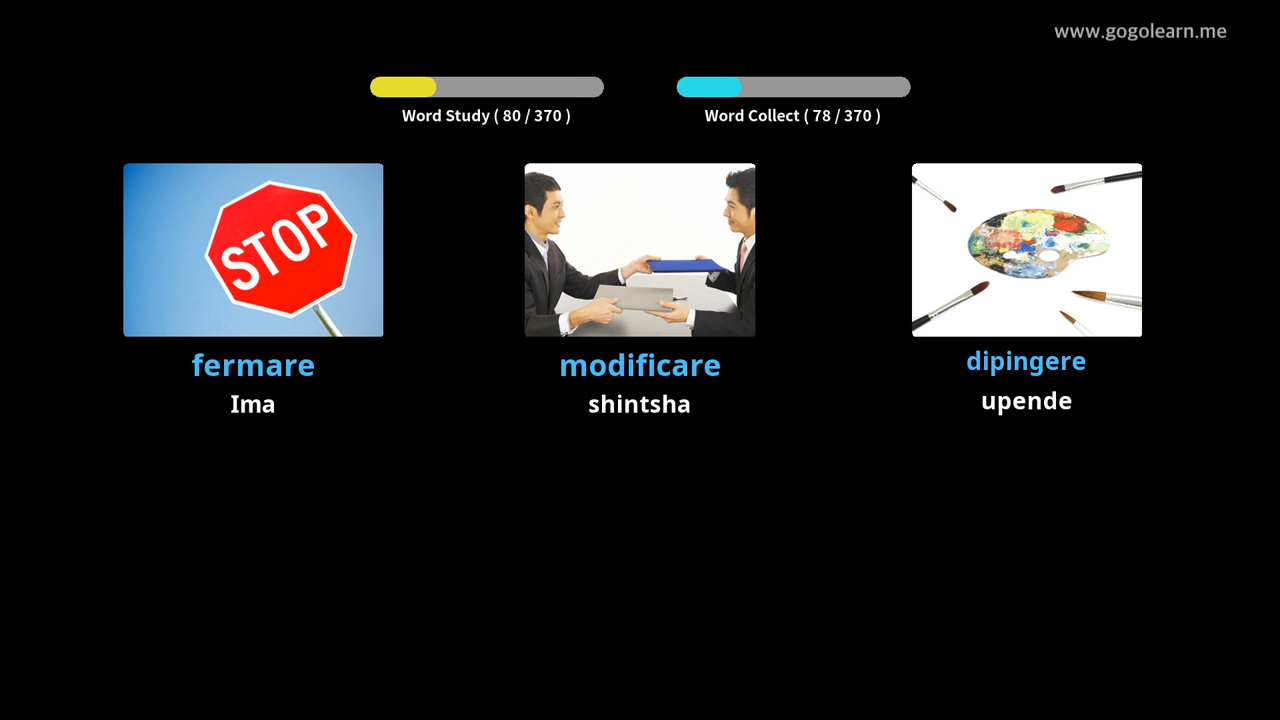 www.gogolearn.me
Word Study ( 80 / 370 )
Word Collect ( 78 / 370 )
STOP
fermare
Ima
modificare
shintsha
dipingere
upende